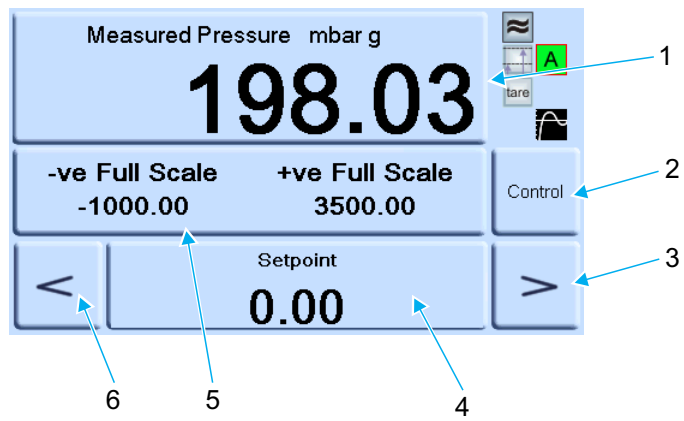 Measured Pressure mbar g
198.03
A
tare
1
-ve Full Scale +ve Full Scale
-1000.00 3500.00
Control
2
<
Setpoint
0.00
>
3
6
5
4